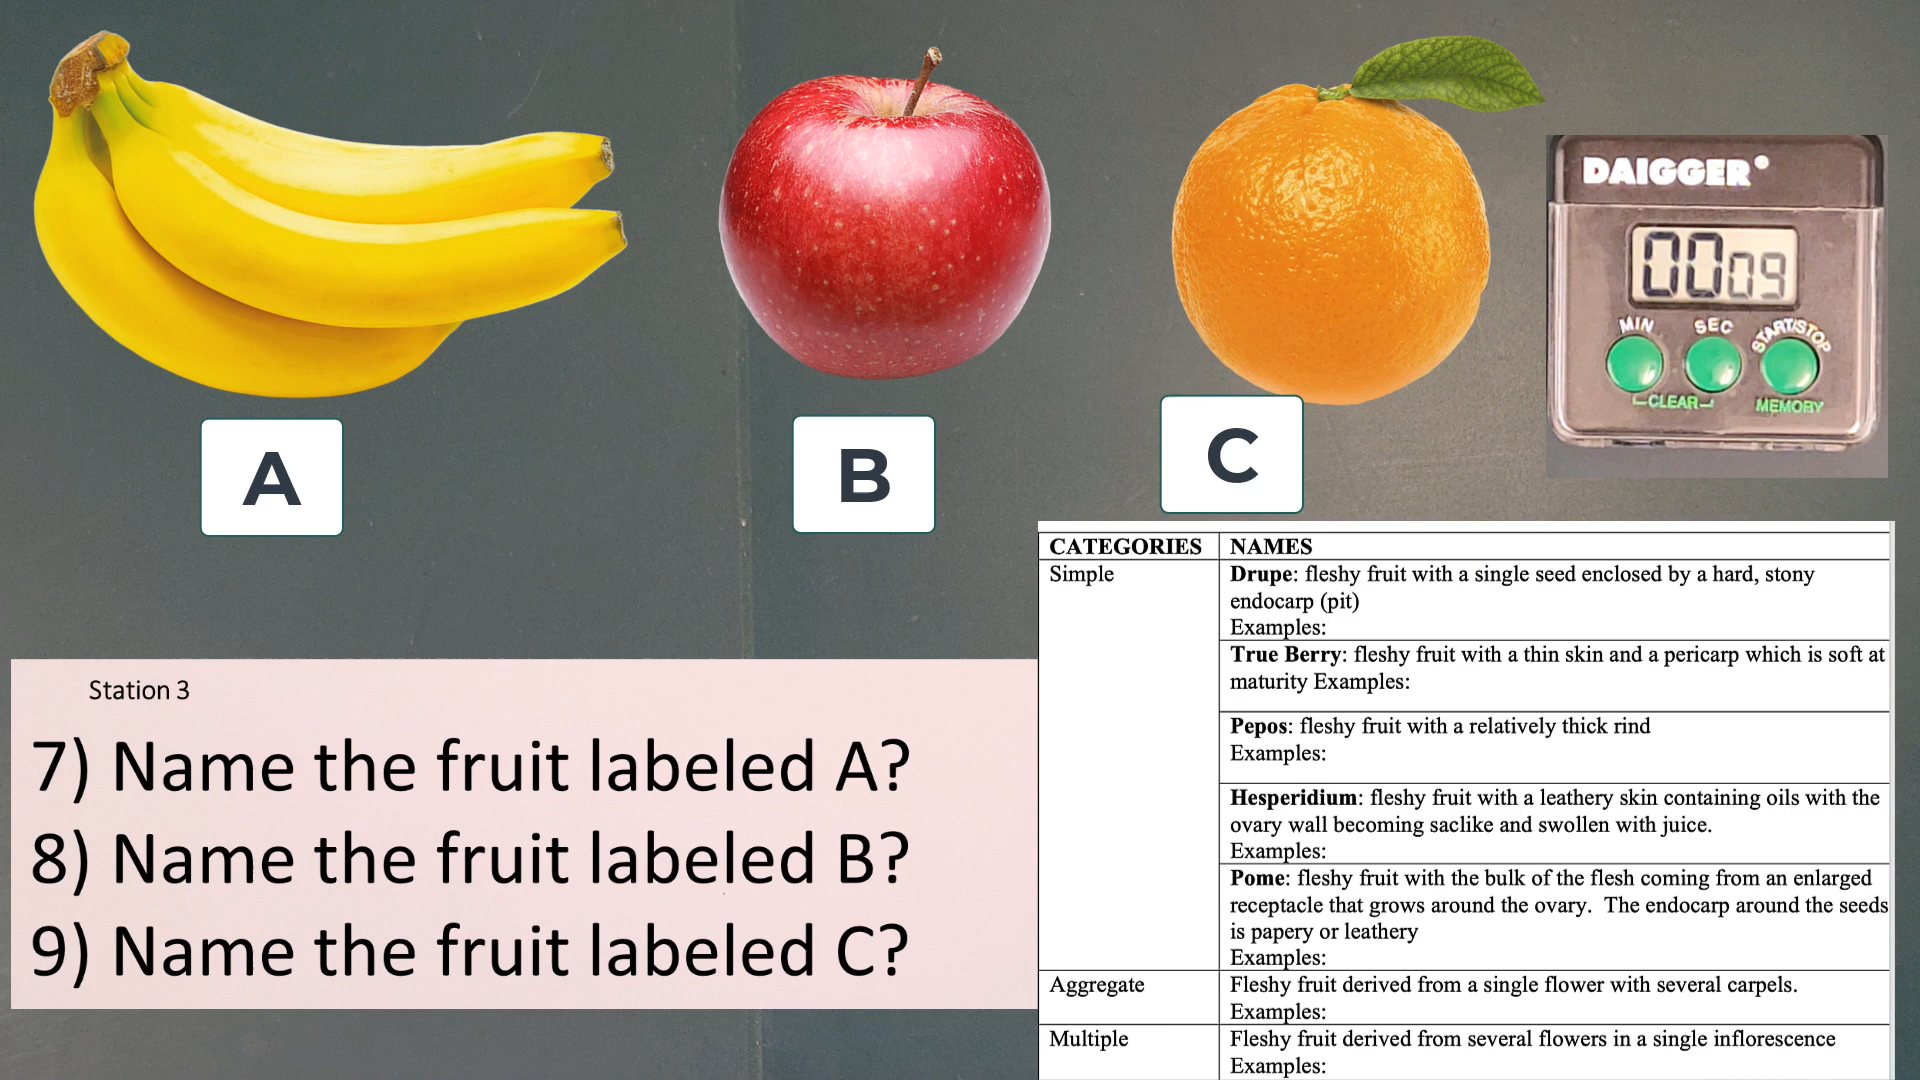 DAIGGER®
00 09
MIN SEC START/STOP
CLEAR MEMORY
A
B
C
Station 3
7) Name the fruit labeled A?
8) Name the fruit labeled B?
9) Name the fruit labeled C?
CATEGORIES NAMES
Simple Drupe: fleshy fruit with a single seed enclosed by a hard, stony
endocarp (pit)
Examples:
True Berry: fleshy fruit with a thin skin and a pericarp which is soft at
maturity Examples:
Pepos: fleshy fruit with a relatively thick rind
Examples:
Hesperidium: fleshy fruit with a leathery skin containing oils with the
ovary wall becoming saclike and swollen with juice.
Examples:
Pome: fleshy fruit with the bulk of the flesh coming from an enlarged
receptacle that grows around the ovary. The endocarp around the seeds
is papery or leathery
Examples:
Aggregate Fleshy fruit derived from a single flower with several carpels.
Examples:
Multiple Fleshy fruit derived from several flowers in a single inflorescence
Examples: